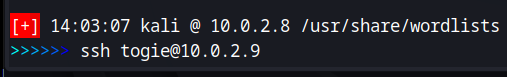 [+] 14:03:07 kali @ 10.0.2.8 /usr/share/wordlists
>>>>>> ssh togie@10.0.2.9